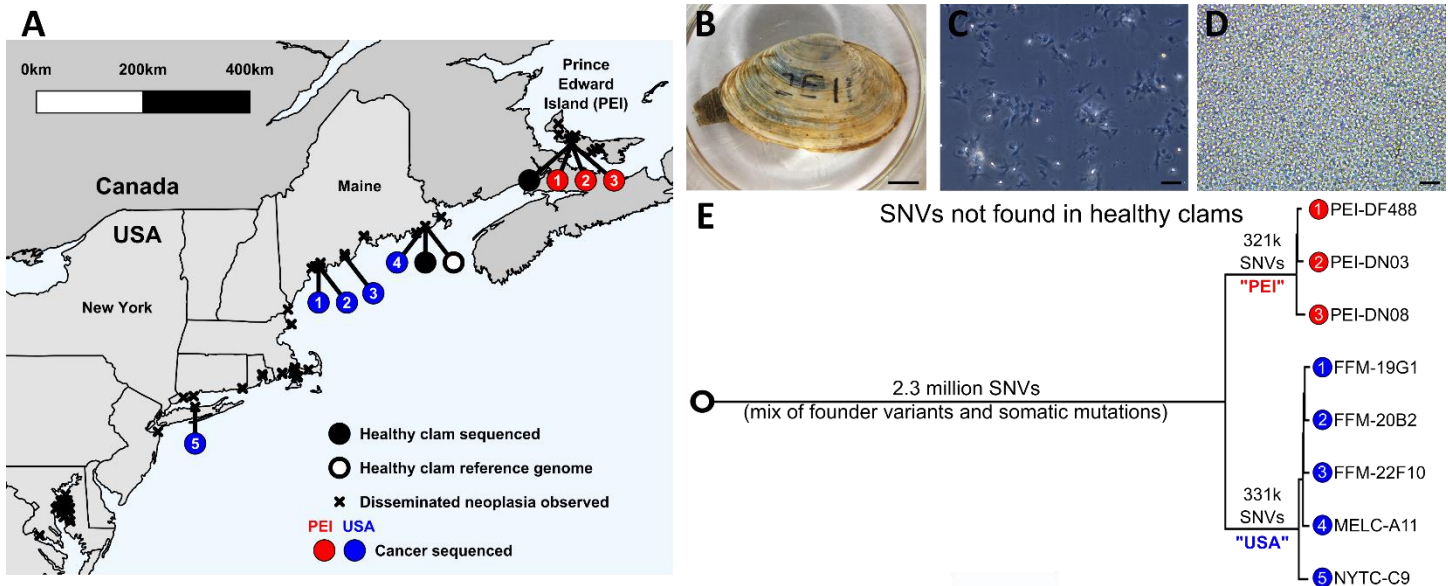 A
0km 200km 400km
Prince
Edward
Island (PEI)
Canada
USA
Maine
New York
1 2 3
4
1 2 3
5
Healthy clam sequenced
Healthy clam reference genome
Disseminated neoplasia observed
PEI USA
Cancer sequenced
B
2E11
C
D
E
SNVs not found in healthy clams
2.3 million SNVs
(mix of founder variants and somatic mutations)
321k
SNVs
"PEI"
1 PEI-DF488
2 PEI-DN03
3 PEI-DN08
331k
SNVs
"USA"
1 FFM-19G1
2 FFM-20B2
3 FFM-22F10
4 MELC-A11
5 NYTC-C9